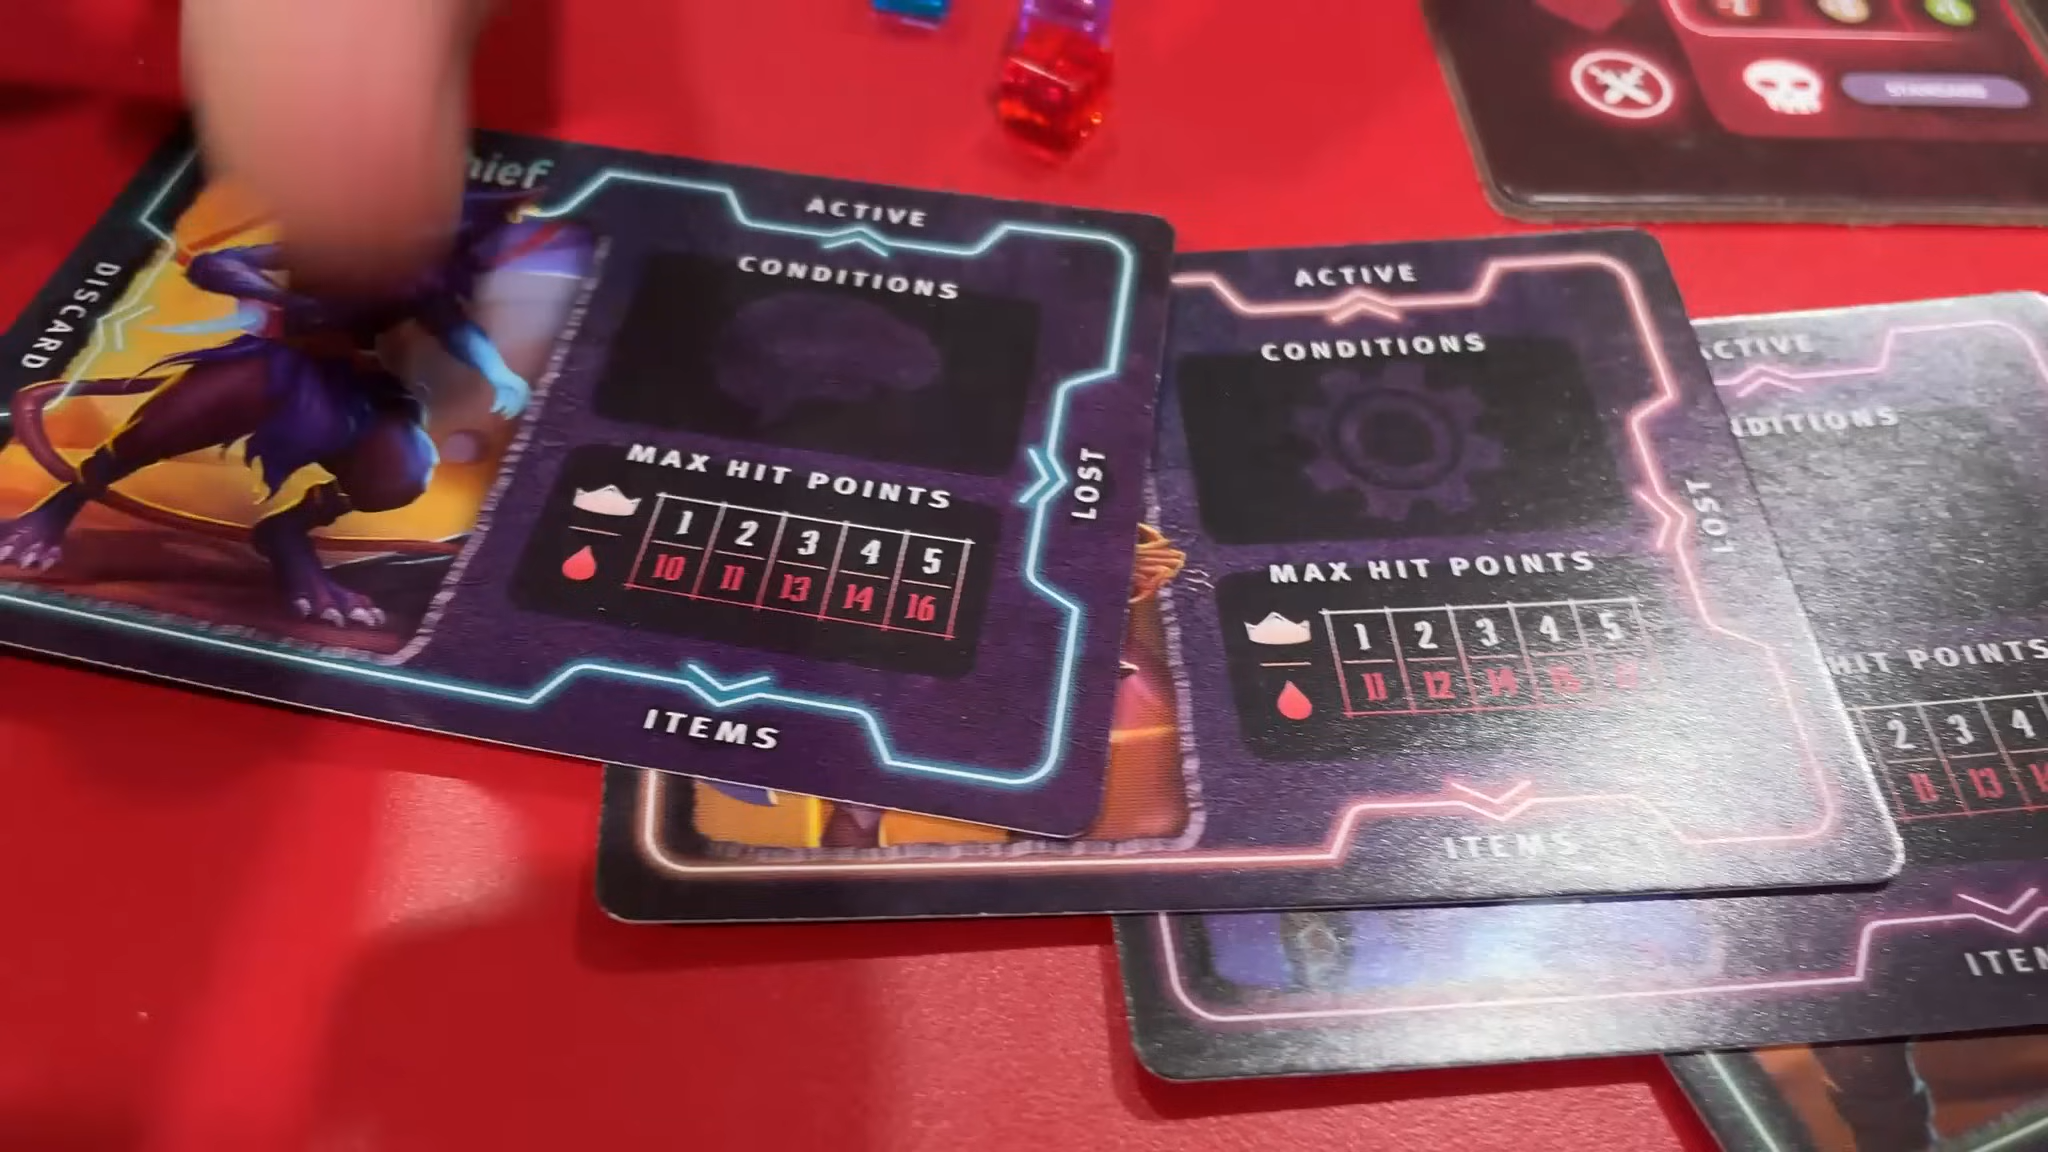 STANDARD
hief
DISCARD
ACTIVE
CONDITIONS
MAX HIT POINTS
1 2 3 4 5
10 11 13 14 16
LOST
ITEMS
ACTIVE
CONDITIONS
MAX HIT POINTS
1 2 3 4 5
11 12 14
LOST
ITEMS
ACTIVE
DITIONS
HIT POINTS
2 3 4
11 13
ITEM